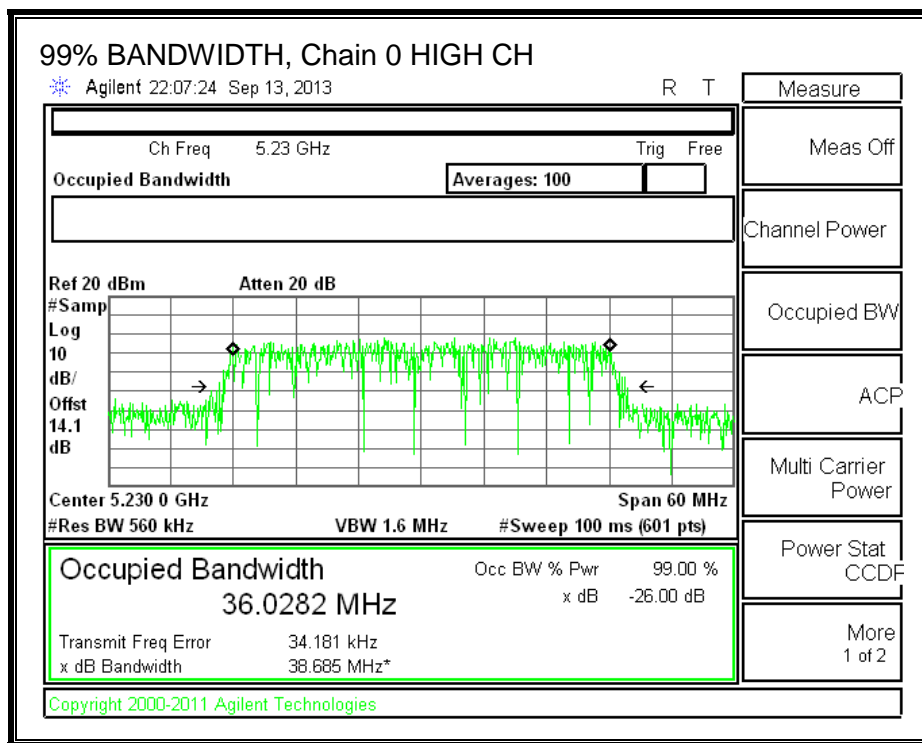 99% BANDWIDTH, Chain 0 HIGH CH
Agilent 22:07:24 Sep 13, 2013 R T
Measure
Ch Freq 5.23 GHz Trig Free
Occupied Bandwidth Averages: 100
Meas Off
Channel Power
Occupied BW
ACP
Multi Carrier
Power
Power Stat
CCDF
More
1 of 2
Ref 20 dBm Atten 20 dB
#Samp
Log
10
dB/
Offst
14.1
dB
Center 5.230 0 GHz Span 60 MHz
#Res BW 560 kHz VBW 1.6 MHz #Sweep 100 ms (601 pts)
Occupied Bandwidth Occ BW % Pwr 99.00 %
36.0282 MHz x dB -26.00 dB
Transmit Freq Error 34.181 kHz
x dB Bandwidth 38.685 MHz*
Copyright 2000-2011 Agilent Technologies